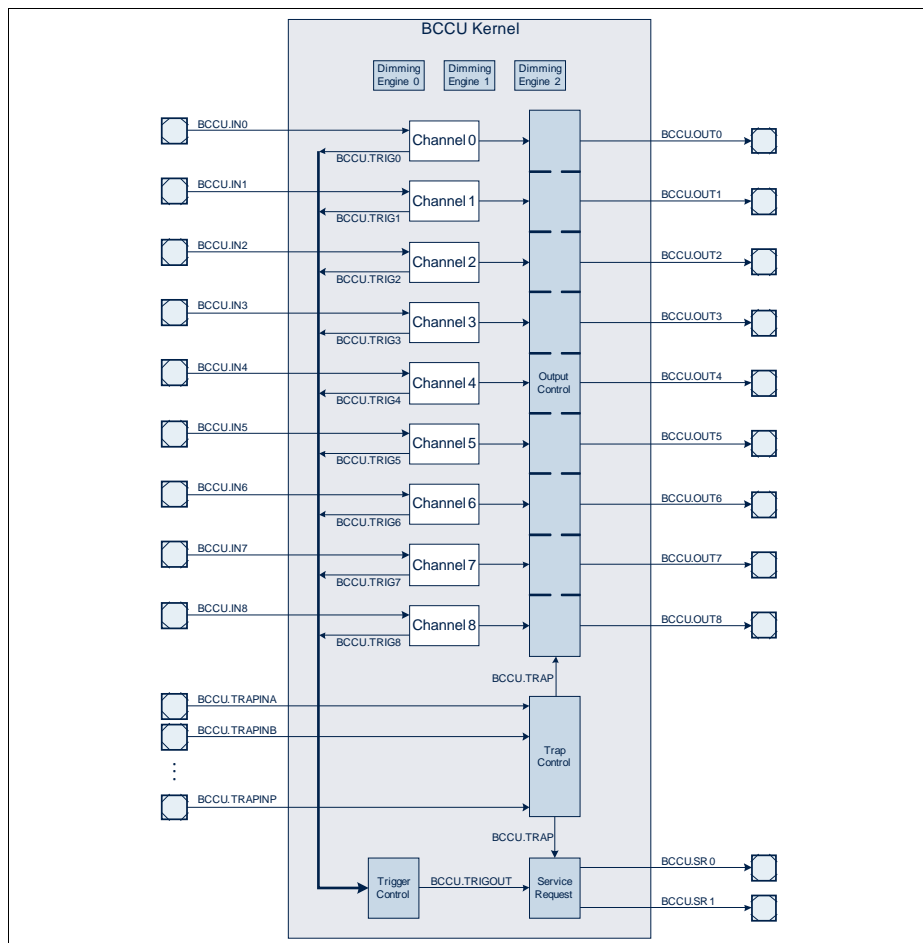 BCCU Kernel
Dimming
Engine 0
Dimming
Engine 1
Dimming
Engine 2
BCCU.IN0
Channel 0
BCCU.TRIG0
BCCU.OUT0
BCCU.IN1
Channel 1
BCCU.TRIG1
BCCU.OUT1
BCCU.IN2
Channel 2
BCCU.TRIG2
BCCU.OUT2
BCCU.IN3
Channel 3
BCCU.TRIG3
BCCU.OUT3
BCCU.IN4
Channel 4
BCCU.TRIG4
Output
Control
BCCU.OUT4
BCCU.IN5
Channel 5
BCCU.TRIG5
BCCU.OUT5
BCCU.IN6
Channel 6
BCCU.TRIG6
BCCU.OUT6
BCCU.IN7
Channel 7
BCCU.TRIG7
BCCU.OUT7
BCCU.IN8
Channel 8
BCCU.TRIG8
BCCU.OUT8
BCCU.TRAP
BCCU.TRAPINA
BCCU.TRAPINB
Trap
Control
BCCU.TRAPINP
BCCU.TRAP
Trigger
Control
BCCU.TRIGOUT
Service
Request
BCCU.SR0
BCCU.SR1